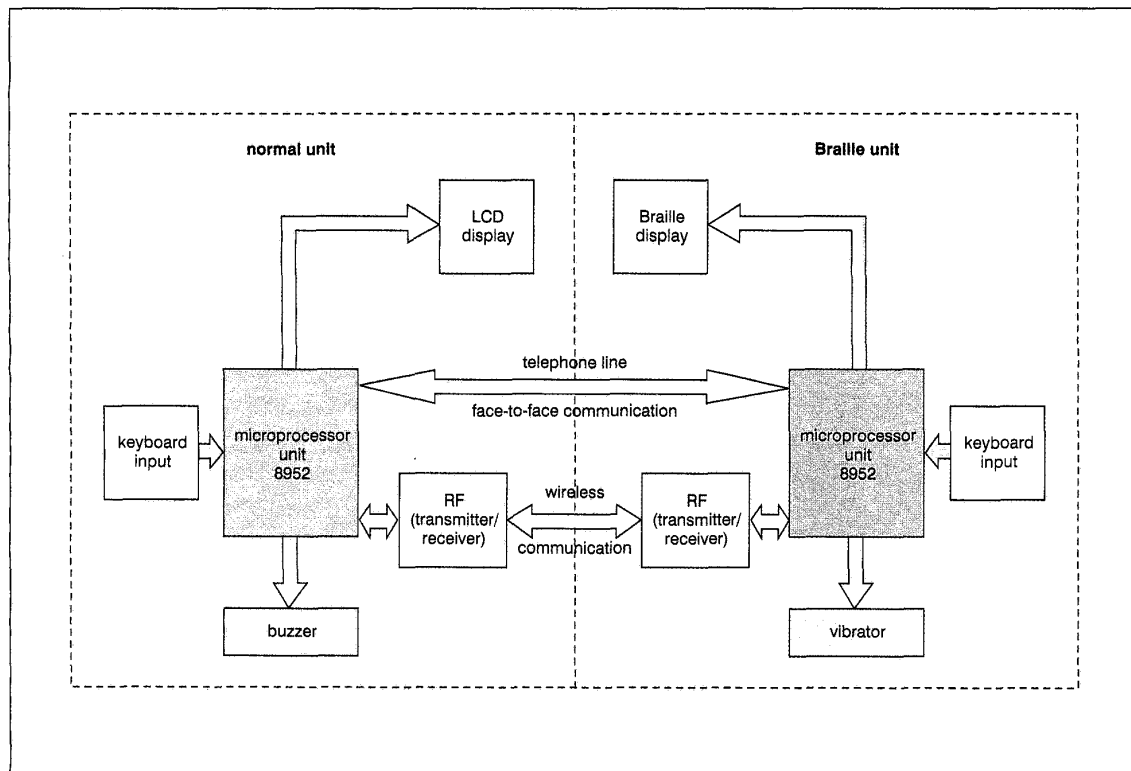 normal unit
Braille unit
LCD
display
Braille
display
telephone line
face-to-face communication
keyboard
input
microprocessor
unit
8952
microprocessor
unit
8952
keyboard
input
RF
(transmitter/
receiver)
wireless
communication
RF
(transmitter/
receiver)
buzzer
vibrator